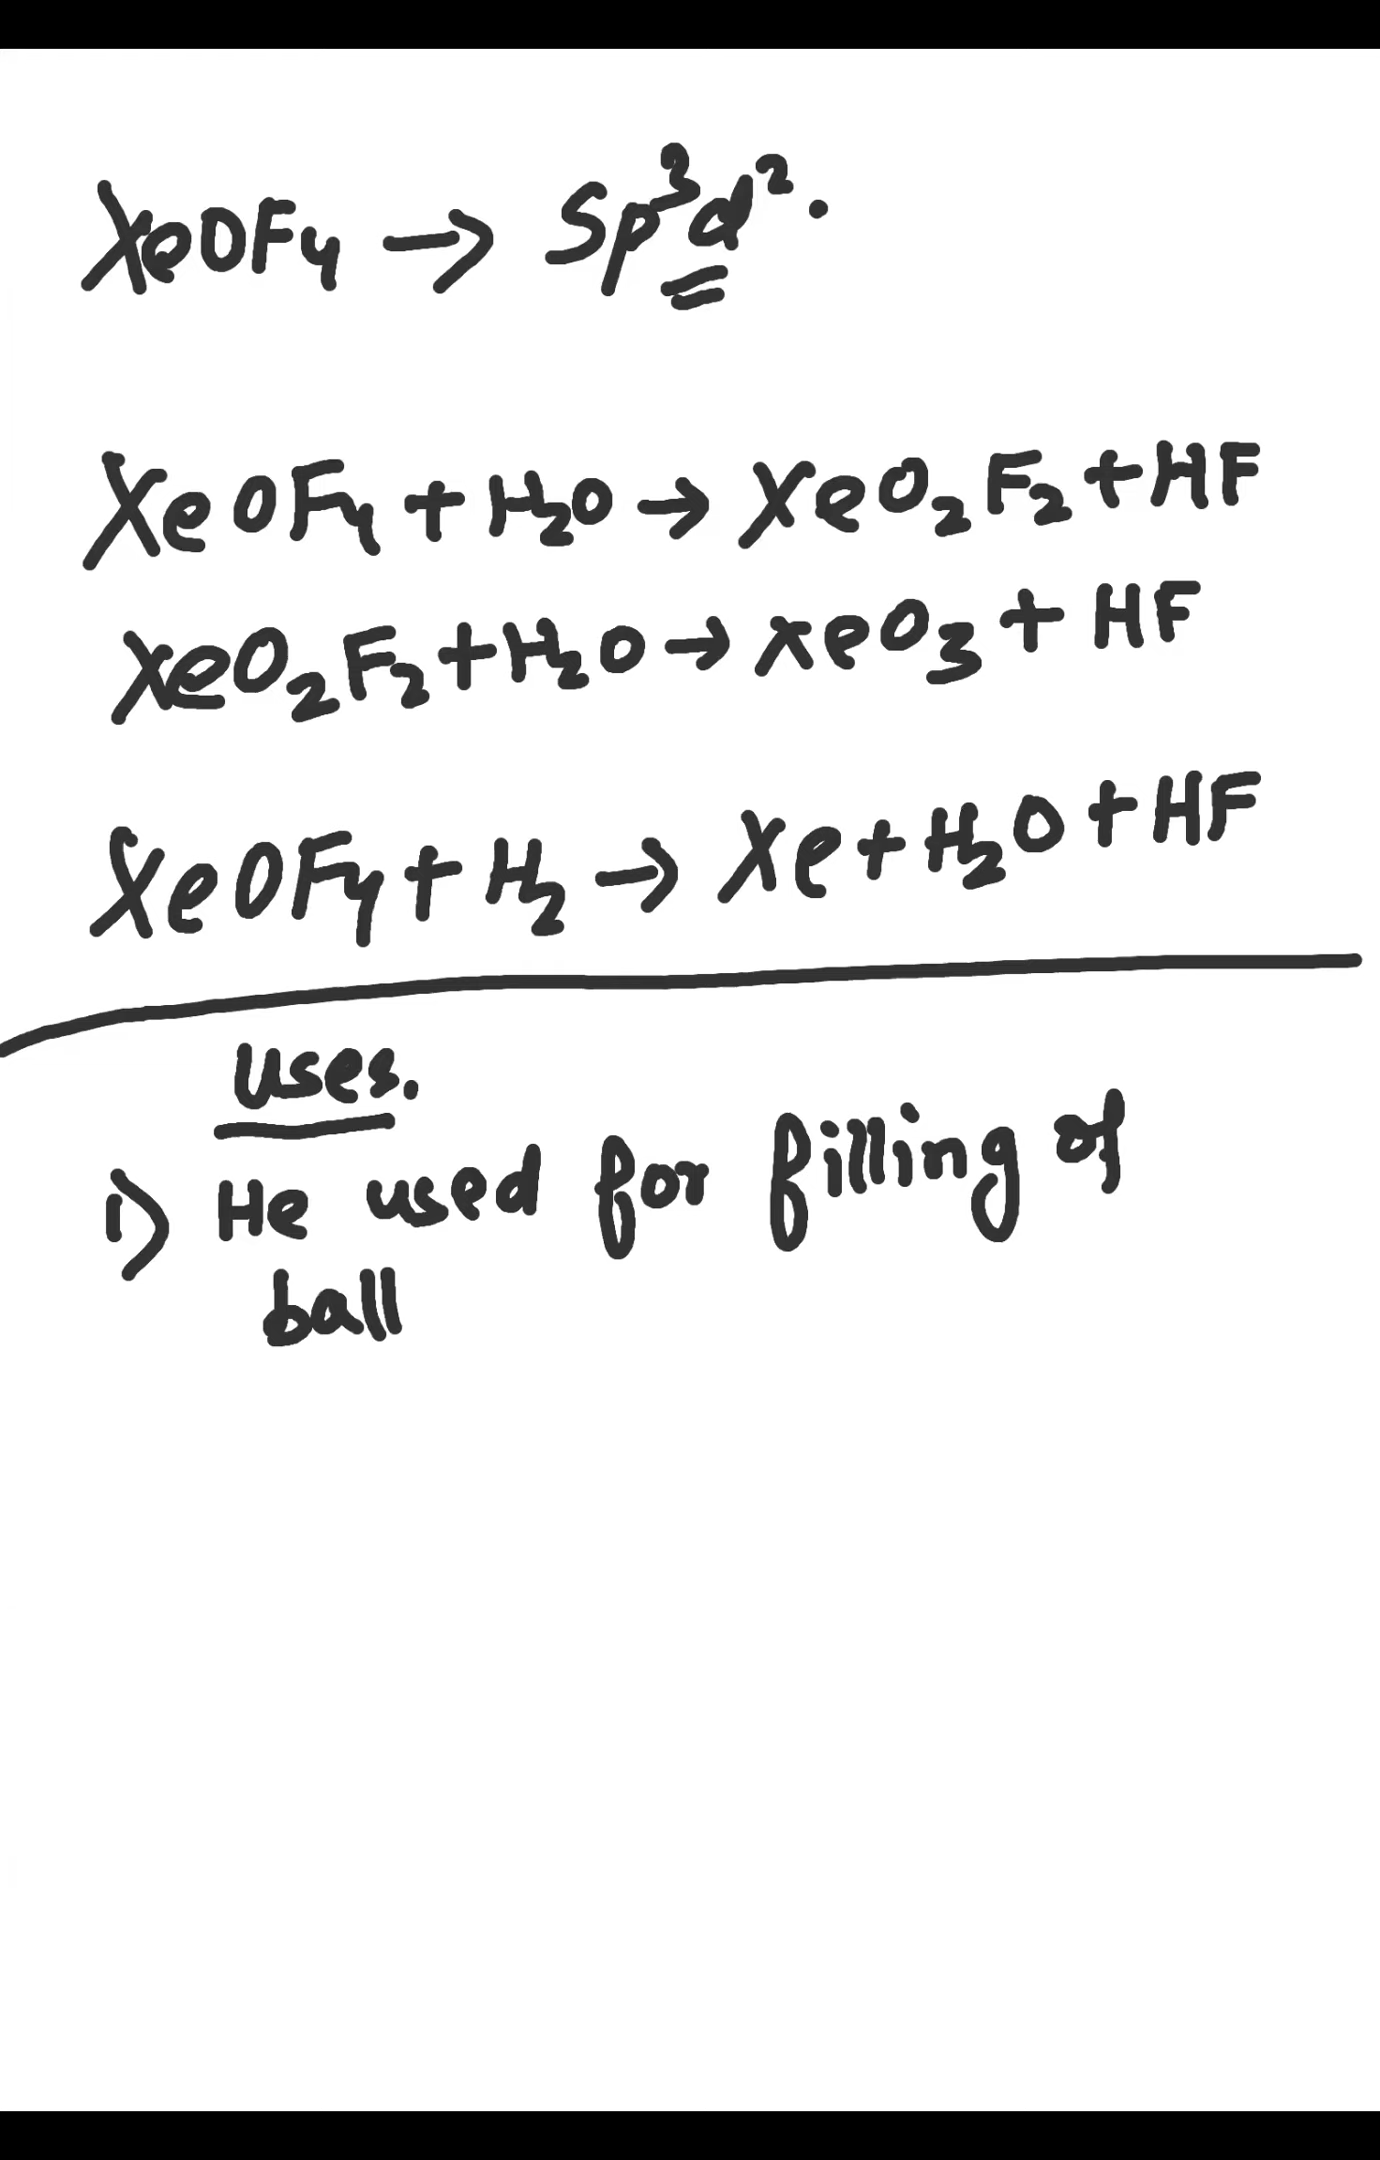 XeOF₄ → Sp³d².
XeOF₄ + H₂O → XeO₂F₂ + HF
XeO₂F₂ + H₂O → XeO₃ + HF
XeOF₄ + H₂ → Xe + H₂O + HF
Uses.
1) He used for filling of
ball